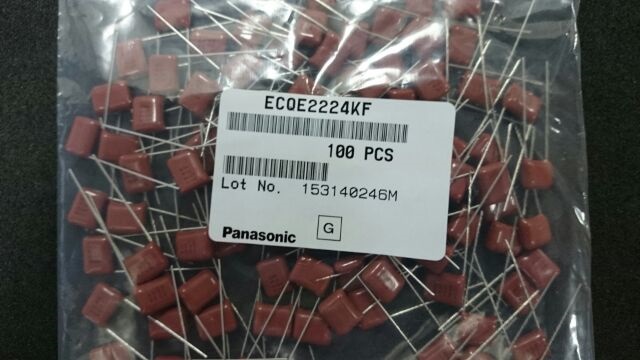 ECQE2224KF
100 PCS
Lot No. 153140246M
Panasonic G